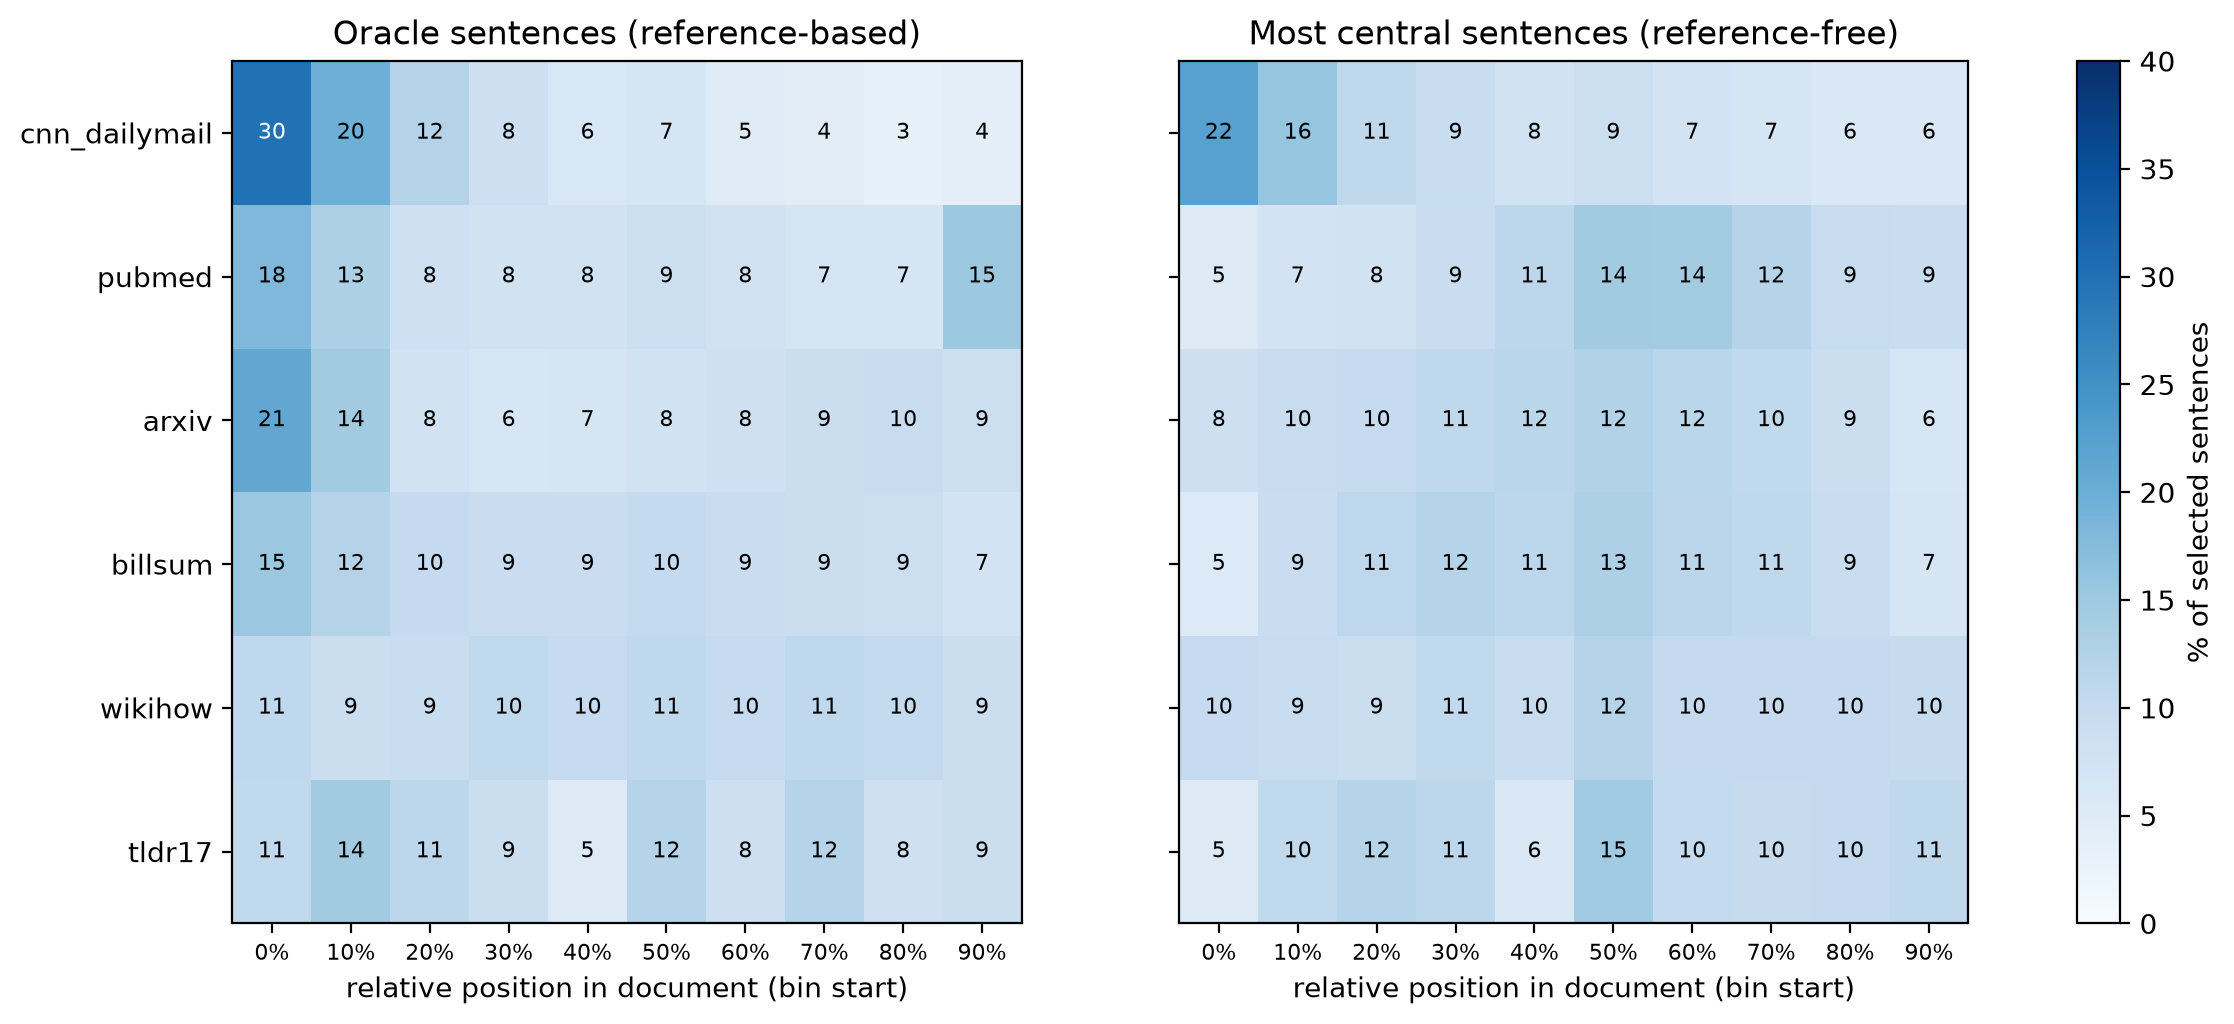 Oracle sentences (reference-based)
Most central sentences (reference-free)
cnn_dailymail 30 20 12 8 6 7 5 4 3 4
22 16 11 9 8 9 7 7 6 6
pubmed 18 13 8 8 8 9 8 7 7 15
5 7 8 9 11 14 14 12 9 9
arxiv 21 14 8 6 7 8 8 9 10 9
8 10 10 11 12 12 12 10 9 6
billsum 15 12 10 9 9 10 9 9 9 7
5 9 11 12 11 13 11 11 9 7
wikihow 11 9 9 10 10 11 10 11 10 9
10 9 9 11 10 12 10 10 10 10
tldr17 11 14 11 9 5 12 8 12 8 9
5 10 12 11 6 15 10 10 10 11
0% 10% 20% 30% 40% 50% 60% 70% 80% 90%
0% 10% 20% 30% 40% 50% 60% 70% 80% 90%
relative position in document (bin start)
relative position in document (bin start)
40
35
30
25
20
15
10
5
0
% of selected sentences